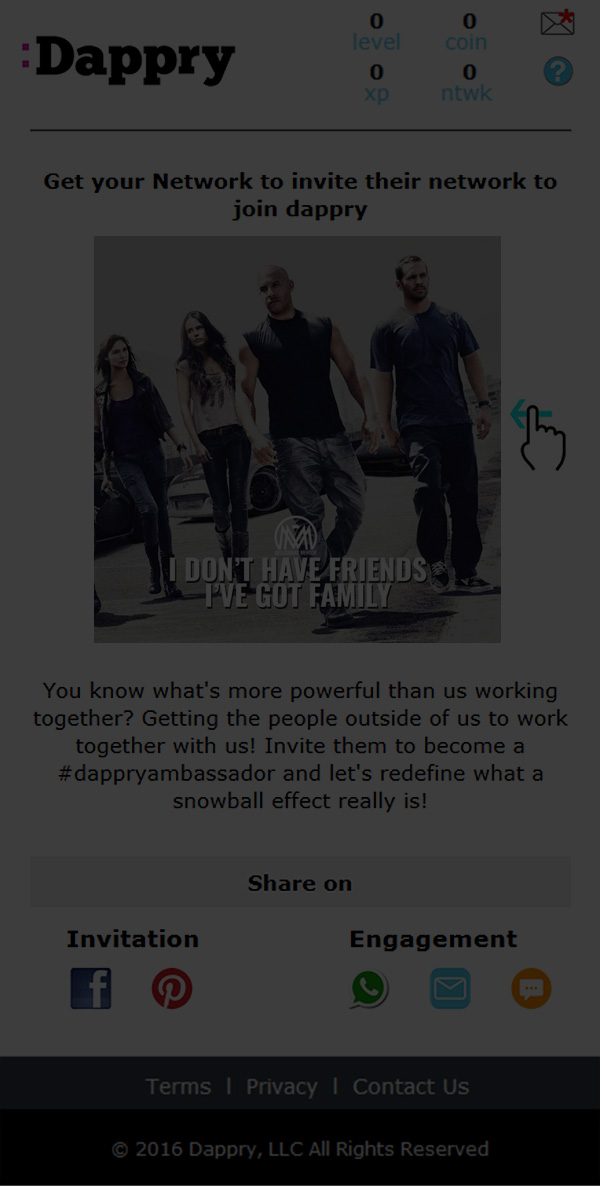 :Dappry
0 0
level coin
0 0
xp ntwk
?
Get your Network to invite their network to
join dappry
I DON'T HAVE FRIENDS
I'VE GOT FAMILY
You know what's more powerful than us working
together? Getting the people outside of us to work
together with us! Invite them to become a
#dappryambassador and let's redefine what a
snowball effect really is!
Share on
Invitation Engagement
Terms | Privacy | Contact Us
© 2016 Dappry, LLC All Rights Reserved